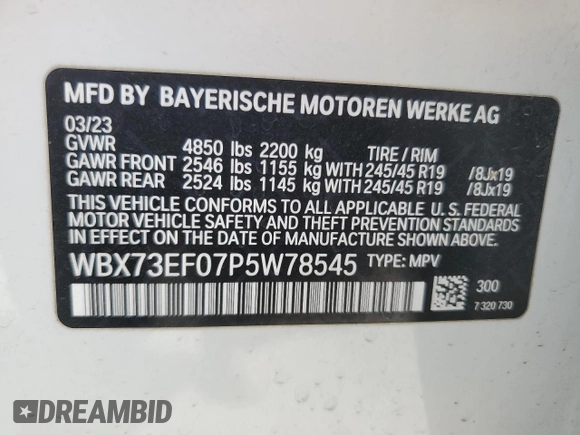 MFD BY BAYERISCHE MOTOREN WERKE AG
03/23
GVWR 4850 lbs 2200 kg TIRE / RIM
GAWR FRONT 2546 lbs 1155 kg WITH 245/45 R19 /8Jx19
GAWR REAR 2524 lbs 1145 kg WITH 245/45 R19 /8Jx19
THIS VEHICLE CONFORMS TO ALL APPLICABLE U. S. FEDERAL
MOTOR VEHICLE SAFETY AND THEFT PREVENTION STANDARDS
IN EFFECT ON THE DATE OF MANUFACTURE SHOWN ABOVE.
WBX73EF07P5W78545 TYPE: MPV
300
7 320 730
DREAMBID